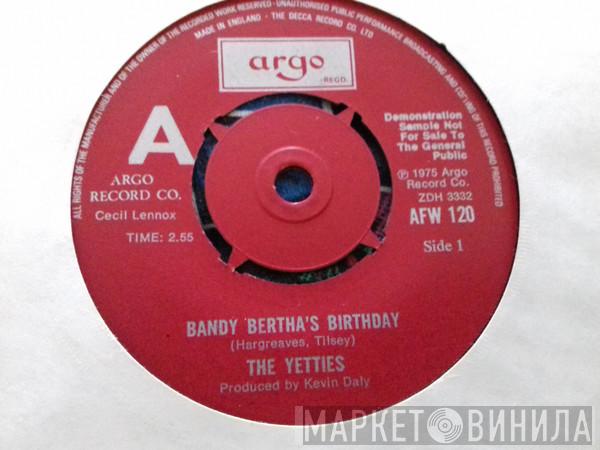 ALL RIGHTS OF THE MANUFACTURER AND OF THE OWNER OF THE RECORDED WORK RESERVED · UNAUTHORISED PUBLIC PERFORMANCE BROADCASTING AND COPYING OF THIS RECORD PROHIBITED
MADE IN ENGLAND · THE DECCA RECORD CO. LTD
argo
REGD.
A
ARGO
RECORD CO.
Cecil Lennox
TIME: 2.55
Demonstration
Sample Not
For Sale To
The General
Public
℗ 1975 Argo
Record Co.
ZDH 3332
AFW 120
Side 1
BANDY BERTHA'S BIRTHDAY
(Hargreaves, Tilsey)
THE YETTIES
Produced by Kevin Daly
МАРКЕТ ВИНИЛА